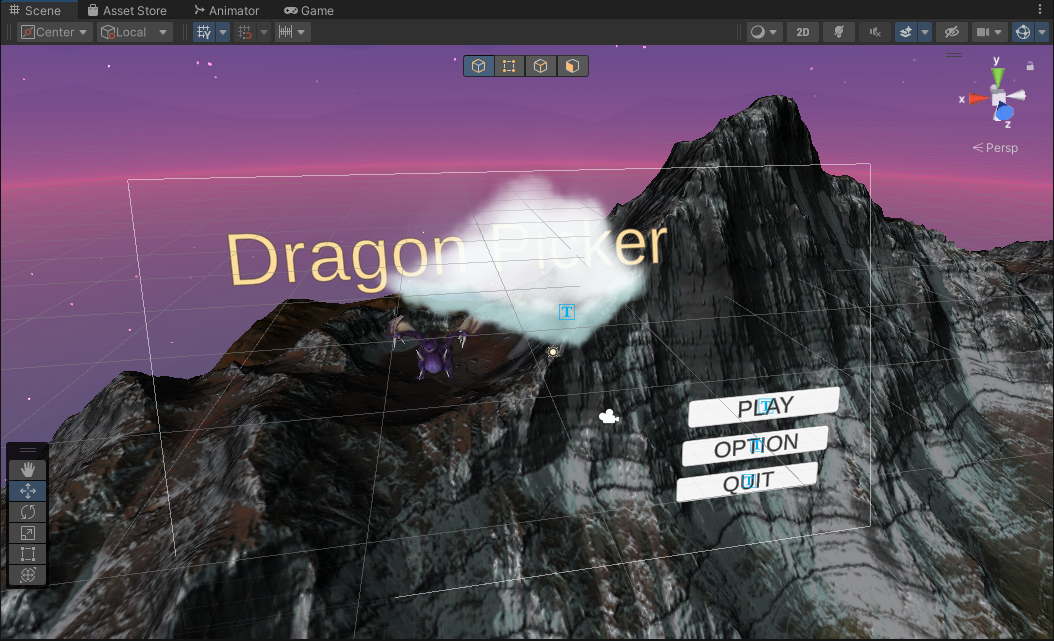 Scene Asset Store Animator Game
Center Local 2D
y
x
z
Persp
Dragon Picker
T
PLAY
T
OPTION
T
QUIT
T